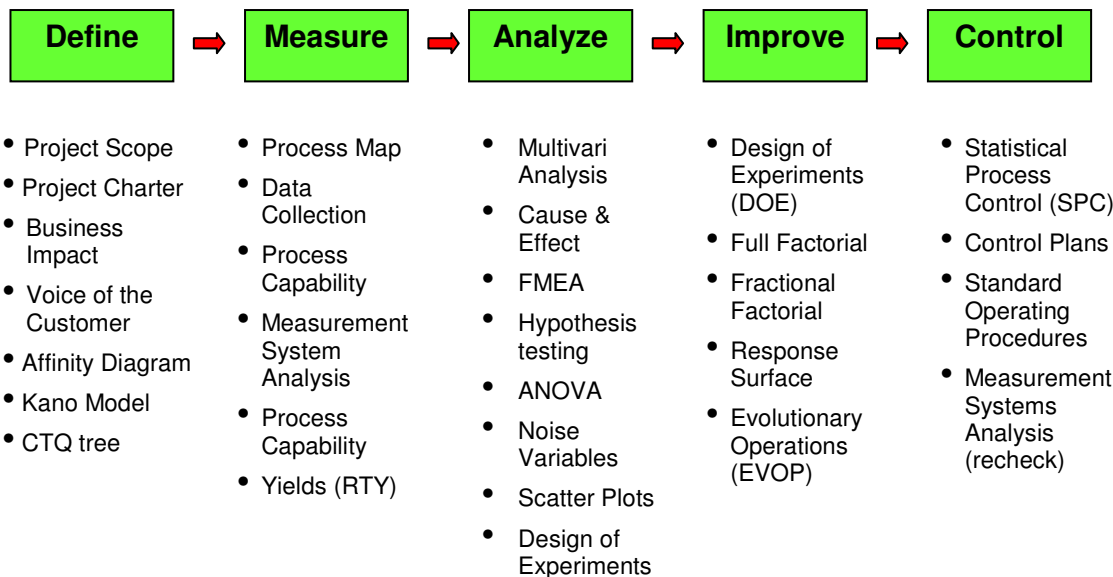 Define
Measure
Analyze
Improve
Control
• Project Scope
• Project Charter
• Business
Impact
• Voice of the
Customer
• Affinity Diagram
• Kano Model
• CTQ tree
• Process Map
• Data
Collection
• Process
Capability
• Measurement
System
Analysis
• Process
Capability
• Yields (RTY)
• Multivari
Analysis
• Cause &
Effect
• FMEA
• Hypothesis
testing
• ANOVA
• Noise
Variables
• Scatter Plots
• Design of
Experiments
• Design of
Experiments
(DOE)
• Full Factorial
• Fractional
Factorial
• Response
Surface
• Evolutionary
Operations
(EVOP)
• Statistical
Process
Control (SPC)
• Control Plans
• Standard
Operating
Procedures
• Measurement
Systems
Analysis
(recheck)